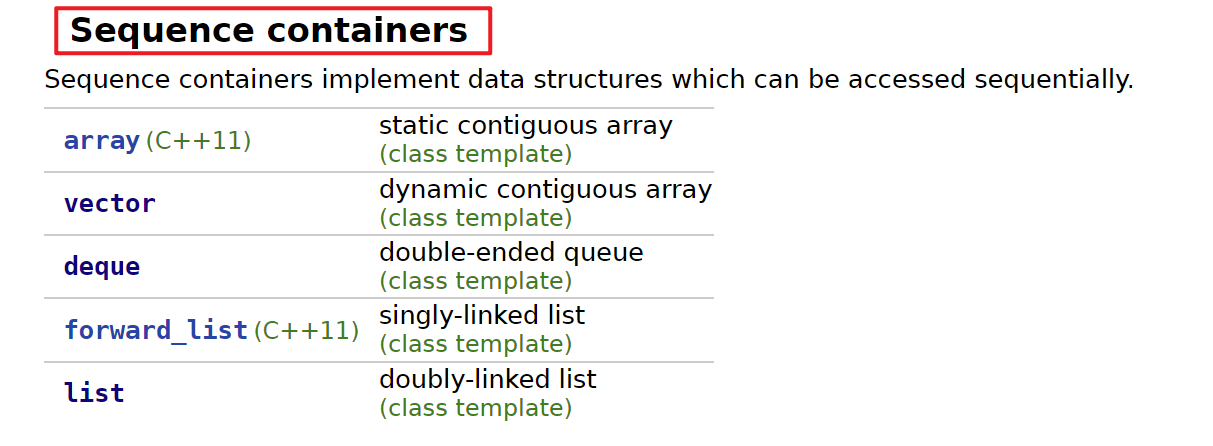 Sequence containers
Sequence containers implement data structures which can be accessed sequentially.
array (C++11)
static contiguous array
(class template)
vector
dynamic contiguous array
(class template)
deque
double-ended queue
(class template)
forward_list (C++11)
singly-linked list
(class template)
list
doubly-linked list
(class template)